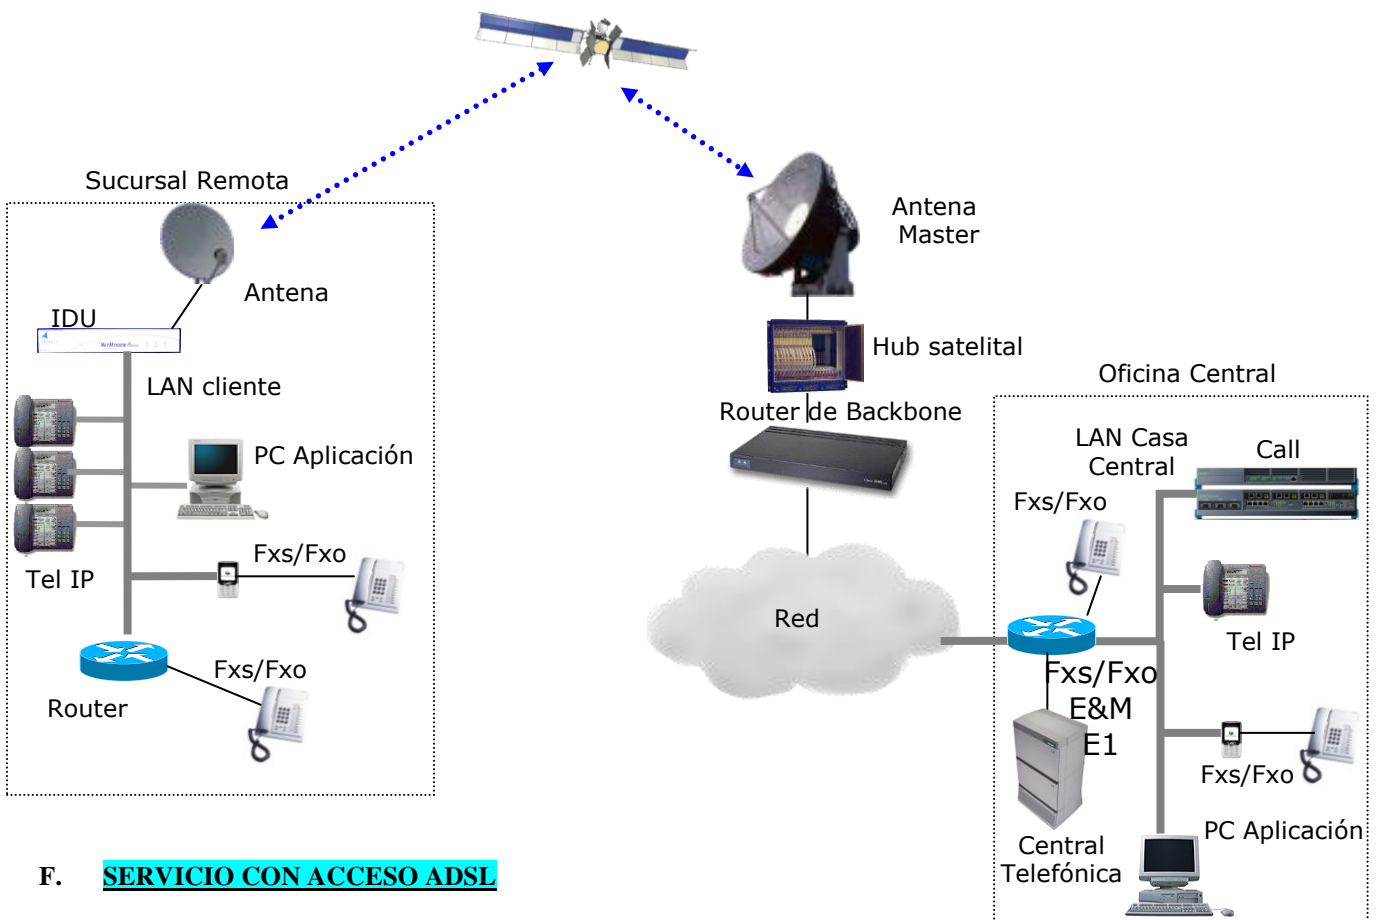 Sucursal Remota
Antena
IDU
LAN cliente
PC Aplicación
Fxs/Fxo
Tel IP
Fxs/Fxo
Router
Antena
Master
Hub satelital
Router de Backbone
Red
Oficina Central
LAN Casa
Central
Call
Fxs/Fxo
Tel IP
Fxs/Fxo
E&M
E1
Fxs/Fxo
PC Aplicación
Central
Telefónica
F. SERVICIO CON ACCESO ADSL